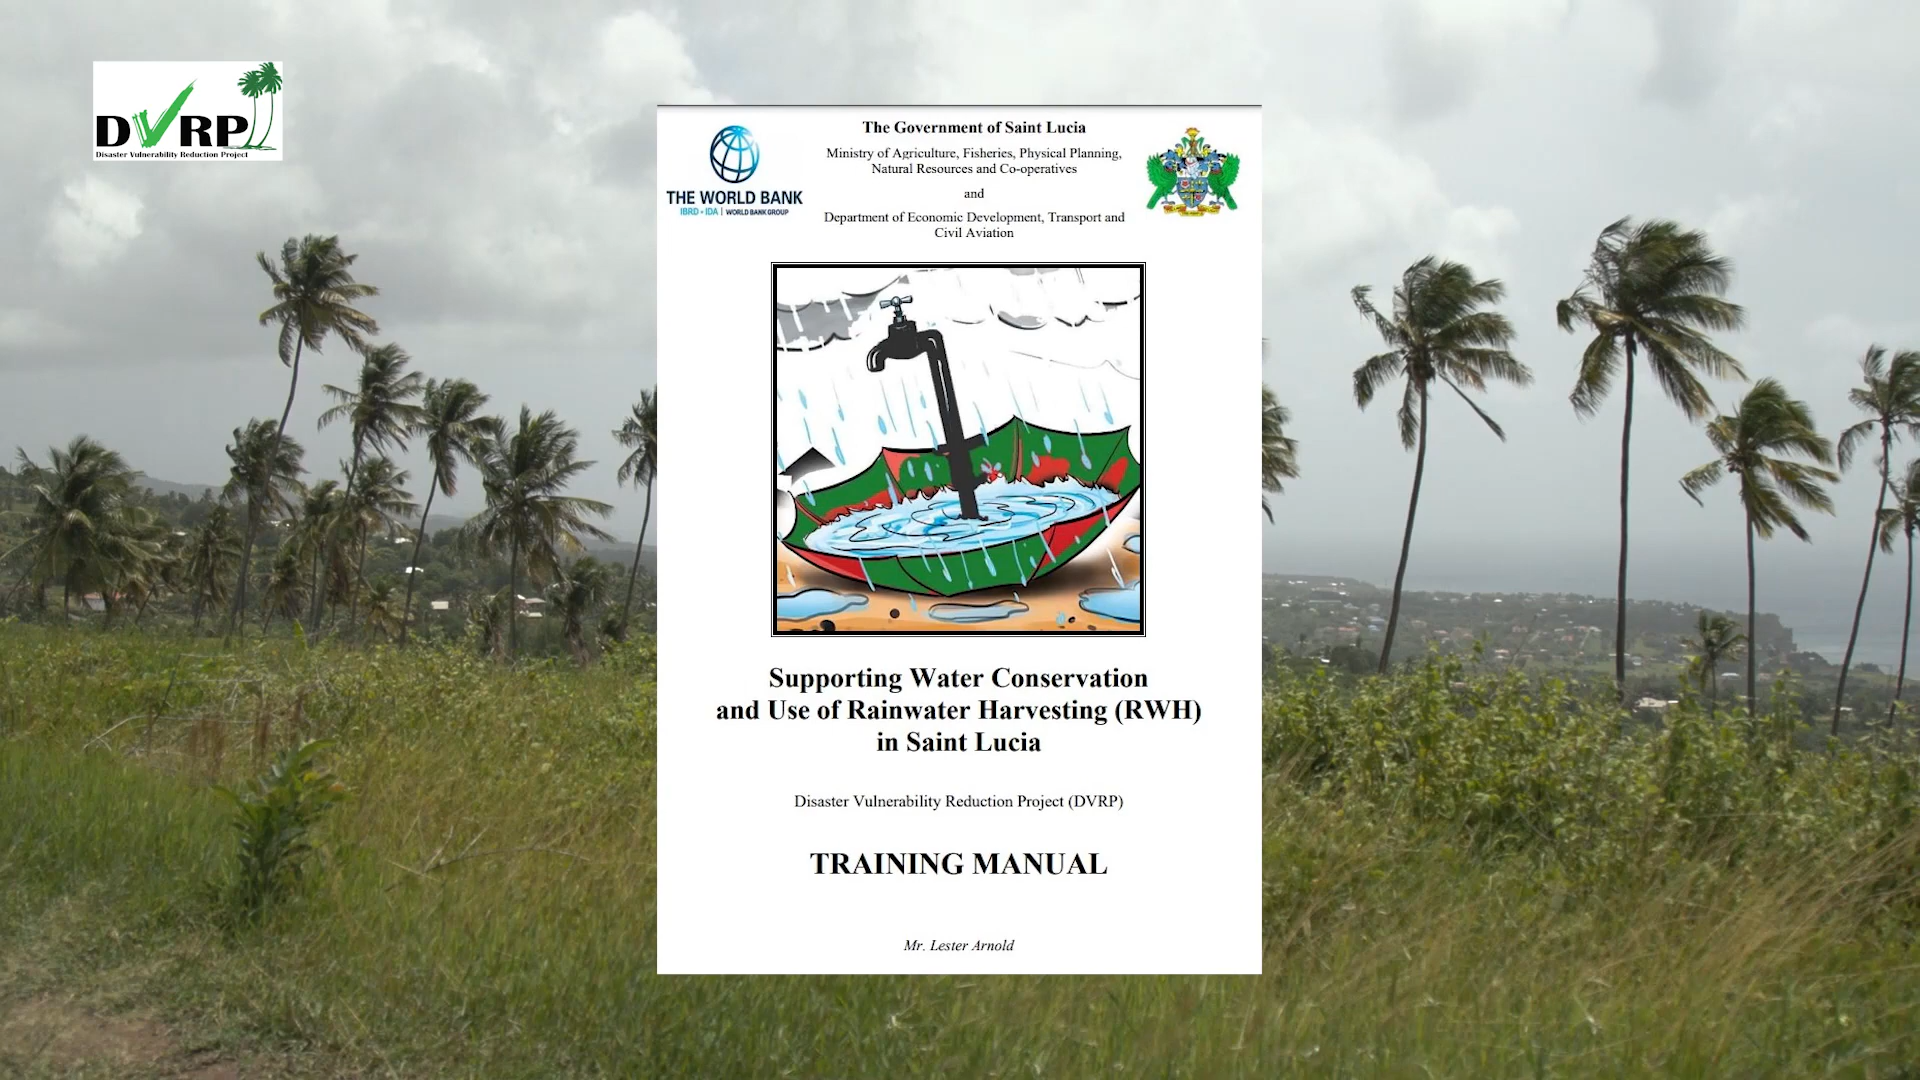 DVRP
Disaster Vulnerability Reduction Project
The Government of Saint Lucia
Ministry of Agriculture, Fisheries, Physical Planning,
Natural Resources and Co-operatives
and
Department of Economic Development, Transport and
Civil Aviation
THE WORLD BANK
IBRD • IDA | WORLD BANK GROUP
Supporting Water Conservation
and Use of Rainwater Harvesting (RWH)
in Saint Lucia
Disaster Vulnerability Reduction Project (DVRP)
TRAINING MANUAL
Mr. Lester Arnold